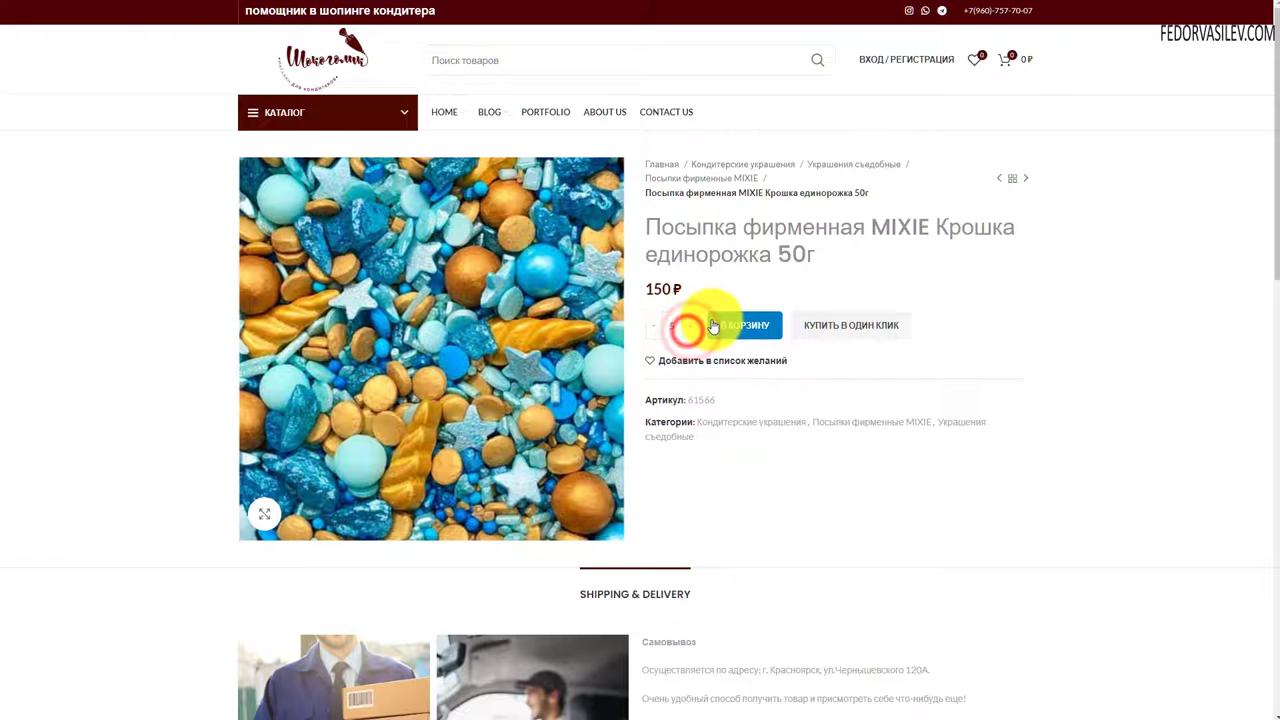 помощник в шопинге кондитера
+7(960)-757-70-07
FEDORVASILEV.COM
Шокоголик
Поиск товаров
ВХОД / РЕГИСТРАЦИЯ
0
0
0 ₽
КАТАЛОГ
HOME
BLOG
PORTFOLIO
ABOUT US
CONTACT US
Главная / Кондитерские украшения / Украшения съедобные /
Посыпки фирменные MIXIE /
Посыпка фирменная MIXIE Крошка единорожка 50г
Посыпка фирменная MIXIE Крошка
единорожка 50г
150 ₽
В КОРЗИНУ
КУПИТЬ В ОДИН КЛИК
Добавить в список желаний
Артикул: 61566
Категории: Кондитерские украшения, Посыпки фирменные MIXIE, Украшения
съедобные
SHIPPING & DELIVERY
Самовывоз
Осуществляется по адресу: г. Красноярск, ул.Чернышевского 120А.
Очень удобный способ получить товар и присмотреть себе что-нибудь еще!